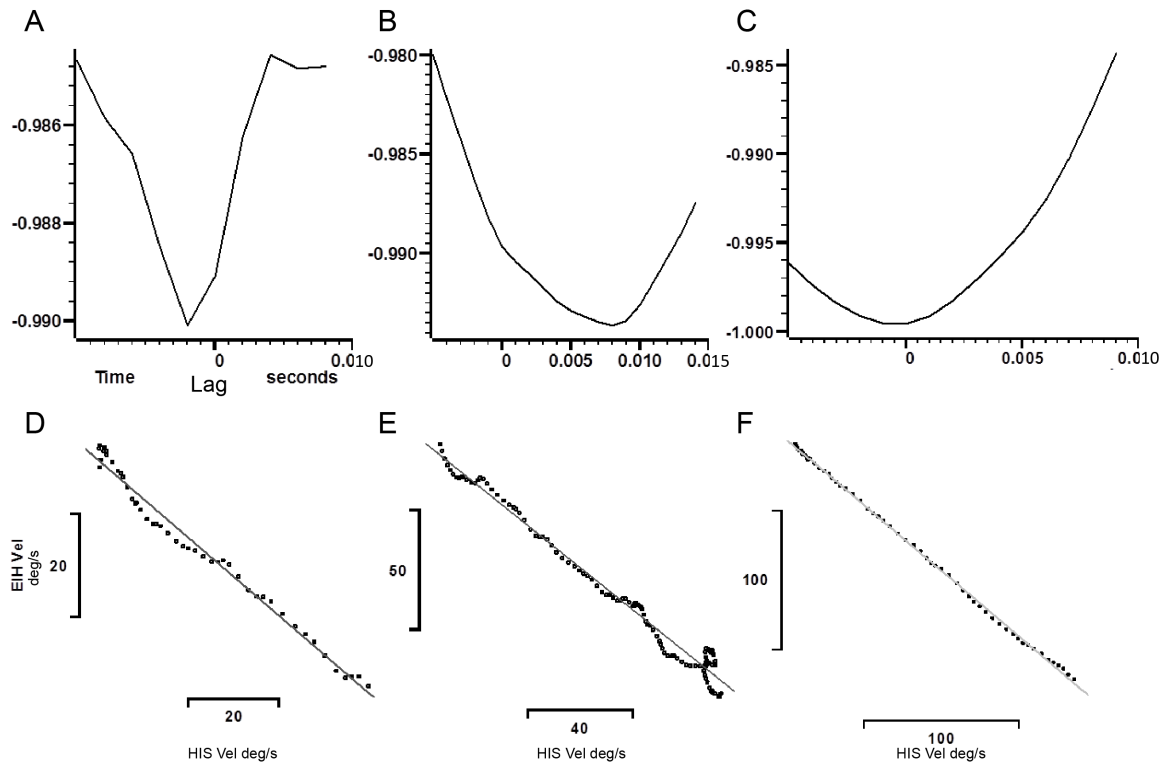 A
B
C
-0.986
-0.988
-0.990
0
0.010
Time
Lag
seconds
-0.980
-0.985
-0.990
0
0.005
0.010
0.015
-0.985
-0.990
-0.995
-1.000
0
0.005
0.010
D
E
F
EIH Vel
deg/s
20
20
HIS Vel deg/s
50
40
HIS Vel deg/s
100
100
HIS Vel deg/s